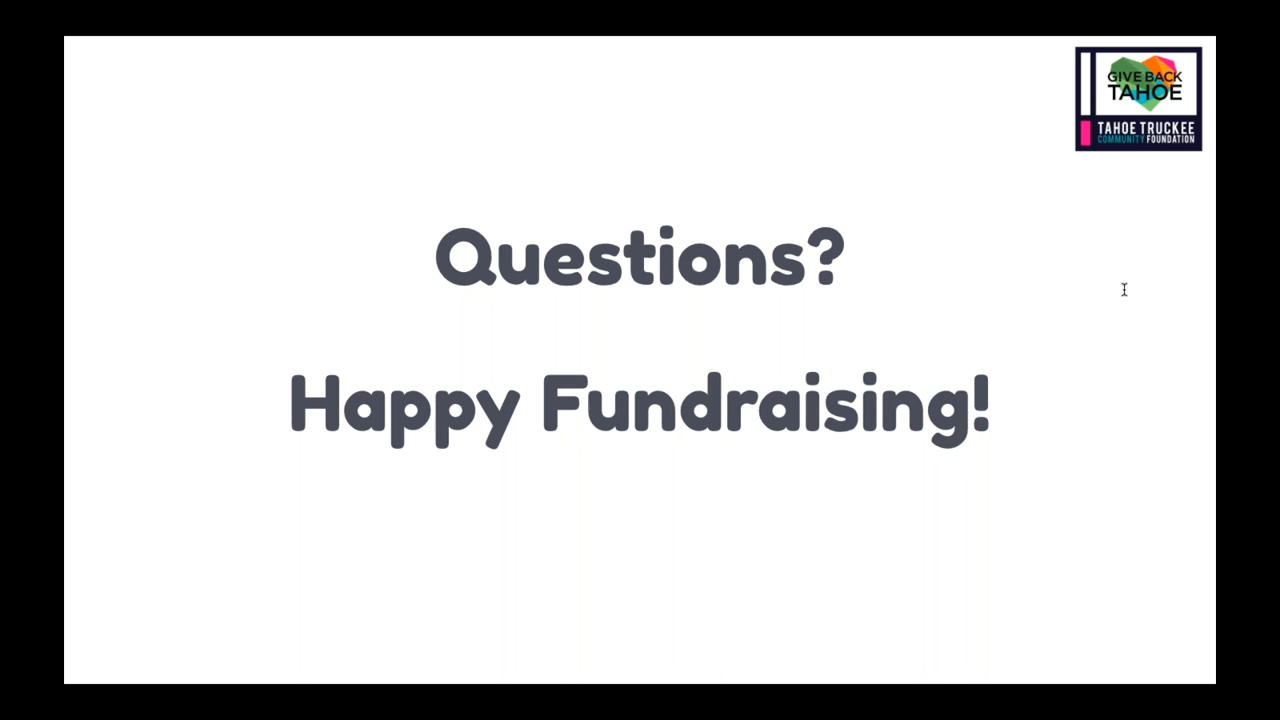 GIVE BACK
TAHOE
TAHOE TRUCKEE
COMMUNITY FOUNDATION
Questions?
Happy Fundraising!